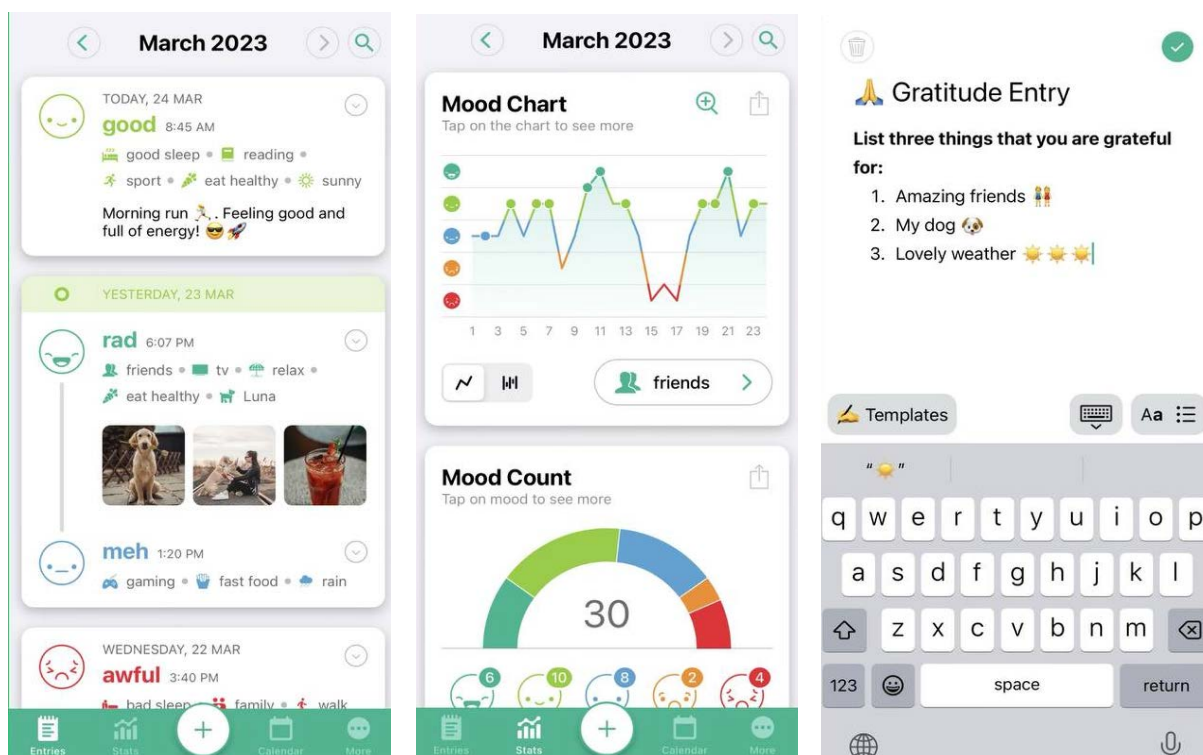 March 2023
TODAY, 24 MAR
good 8:45 AM
good sleep • reading •
sport • eat healthy • sunny
Morning run 🏃. Feeling good and
full of energy! 😎🚀
YESTERDAY, 23 MAR
rad 6:07 PM
friends • tv • relax •
eat healthy • Luna
meh 1:20 PM
gaming • fast food • rain
WEDNESDAY, 22 MAR
awful 3:40 PM
bad sleep • family • walk
Entries Stats + Calendar More
March 2023
Mood Chart
Tap on the chart to see more
1 3 5 7 9 11 13 15 17 19 21 23
friends
Mood Count
Tap on mood to see more
30
6 10 8 2 4
Entries Stats + Calendar More
🙏 Gratitude Entry
List three things that you are grateful
for:
1. Amazing friends 👭
2. My dog 🐶
3. Lovely weather ☀️☀️☀️
✍️ Templates Aa
"☀️"
q w e r t y u i o p
a s d f g h j k l
z x c v b n m
123 space return